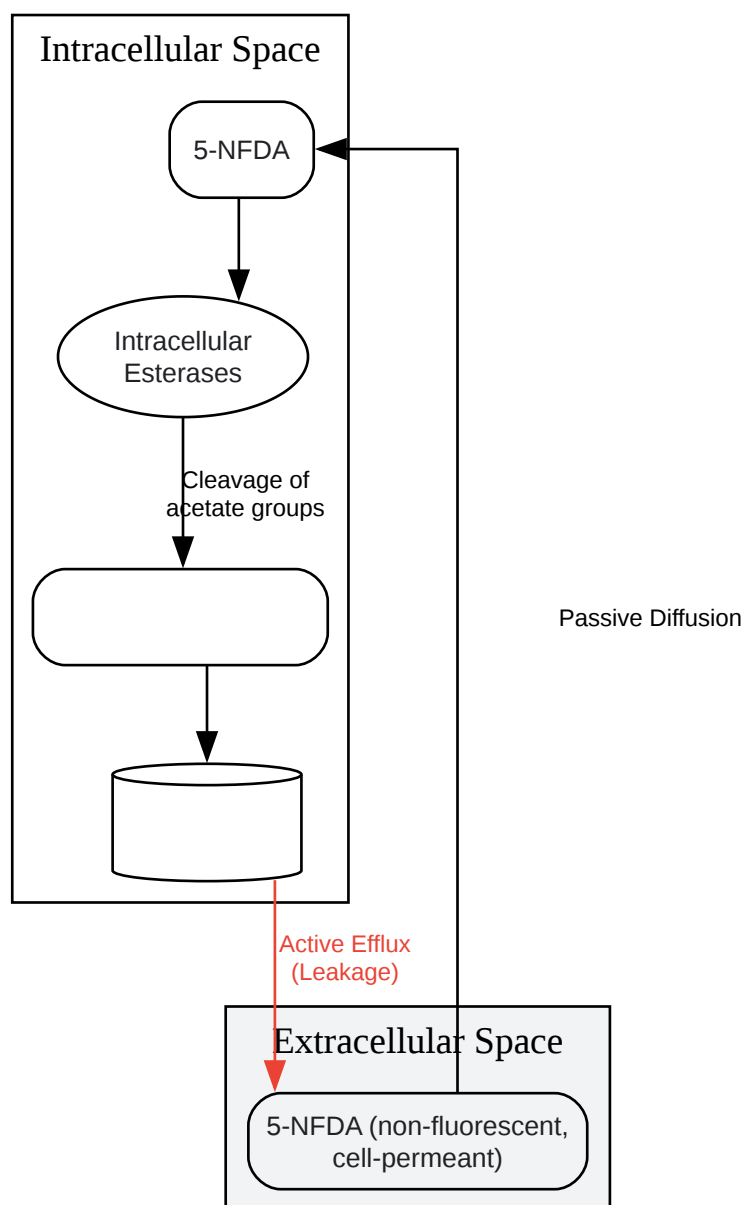 Intracellular Space
5-NFDA
Intracellular
Esterases
Cleavage of
acetate groups
Passive Diffusion
Active Efflux
(Leakage)
Extracellular Space
5-NFDA (non-fluorescent,
cell-permeant)